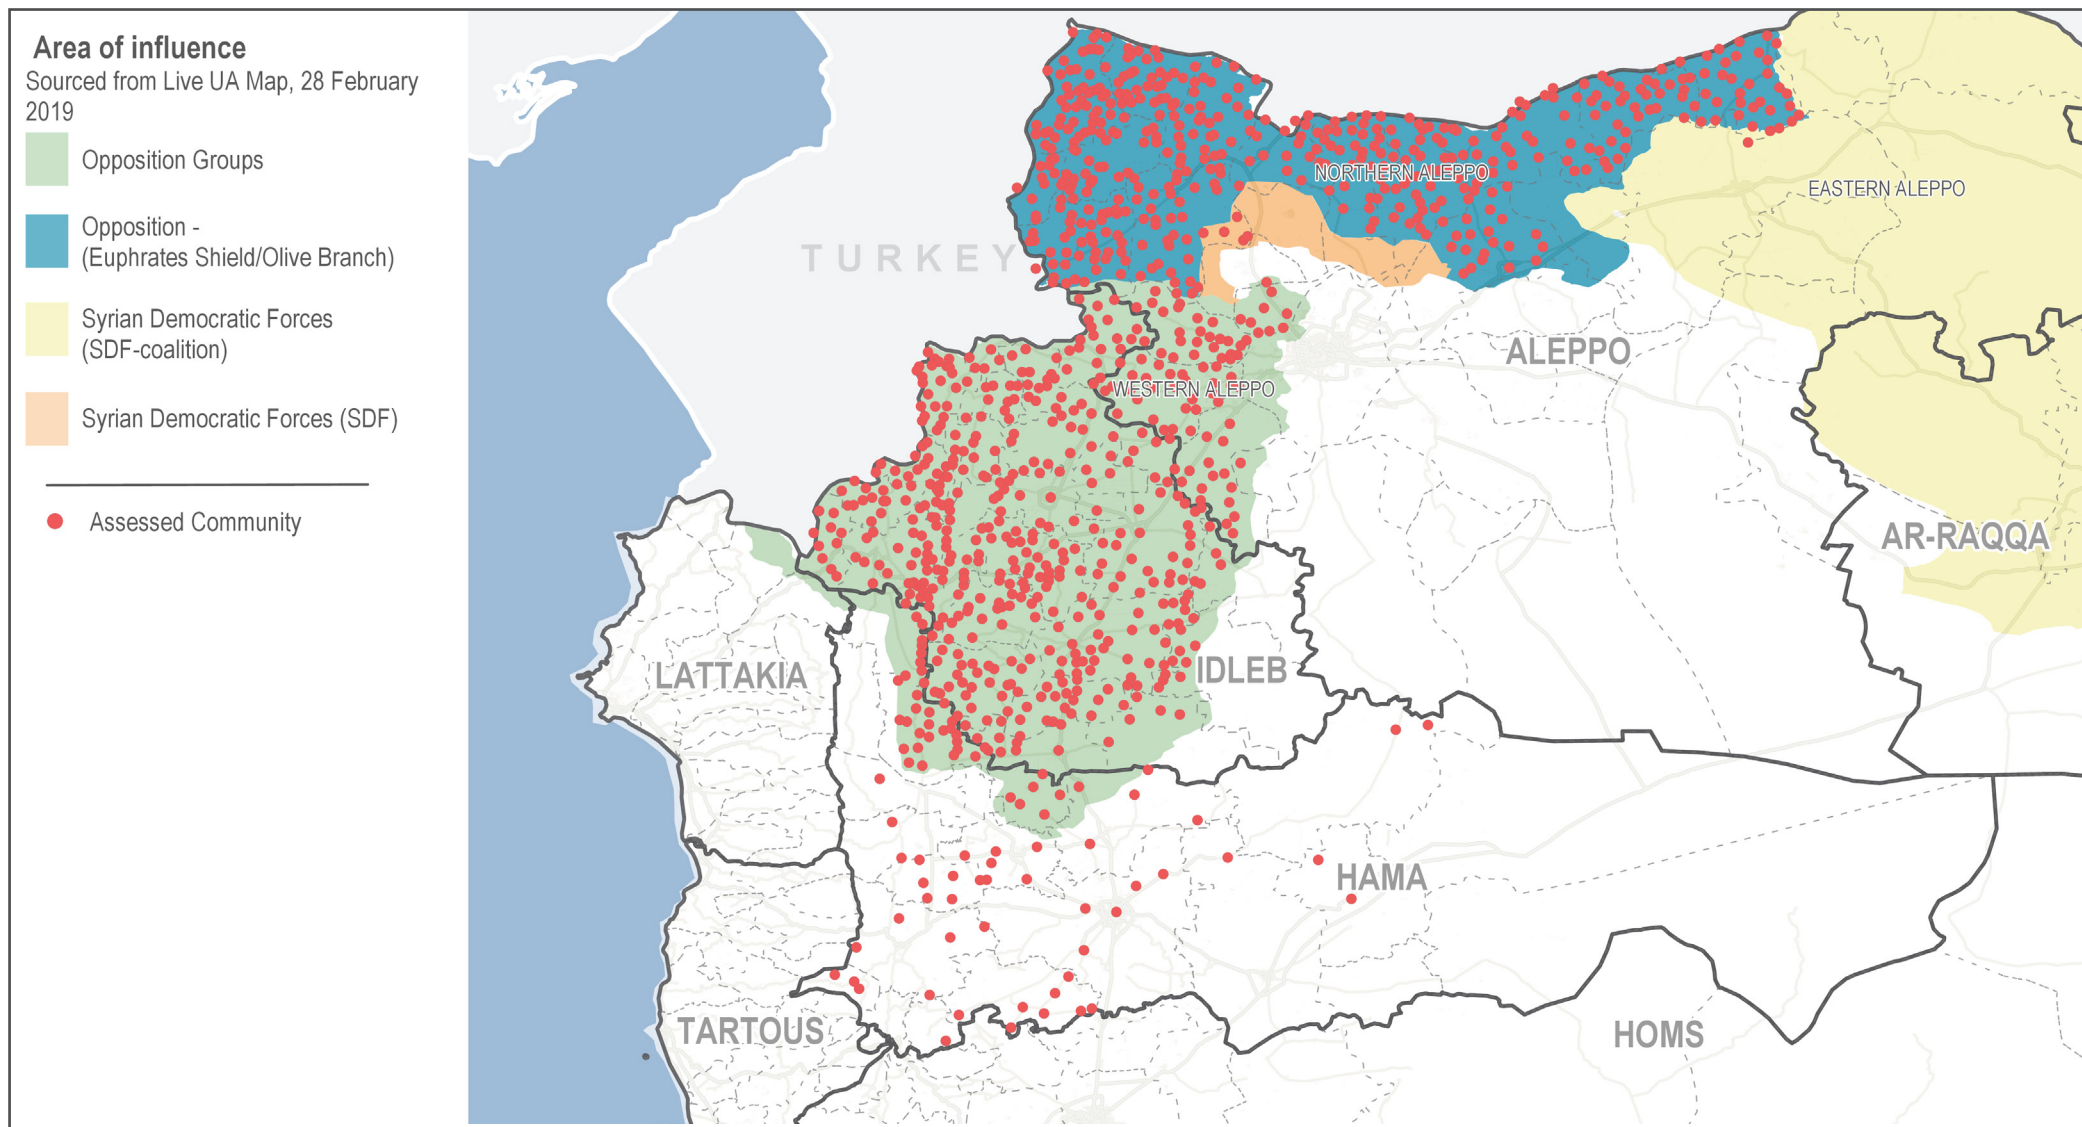 Area of influence
Sourced from Live UA Map, 28 February
2019
Opposition Groups
Opposition -
(Euphrates Shield/Olive Branch)
Syrian Democratic Forces
(SDF-coalition)
Syrian Democratic Forces (SDF)
Assessed Community
TURKEY
NORTHERN ALEPPO
EASTERN ALEPPO
ALEPPO
WESTERN ALEPPO
AR-RAQQA
LATTAKIA
IDLEB
HAMA
TARTOUS
HOMS